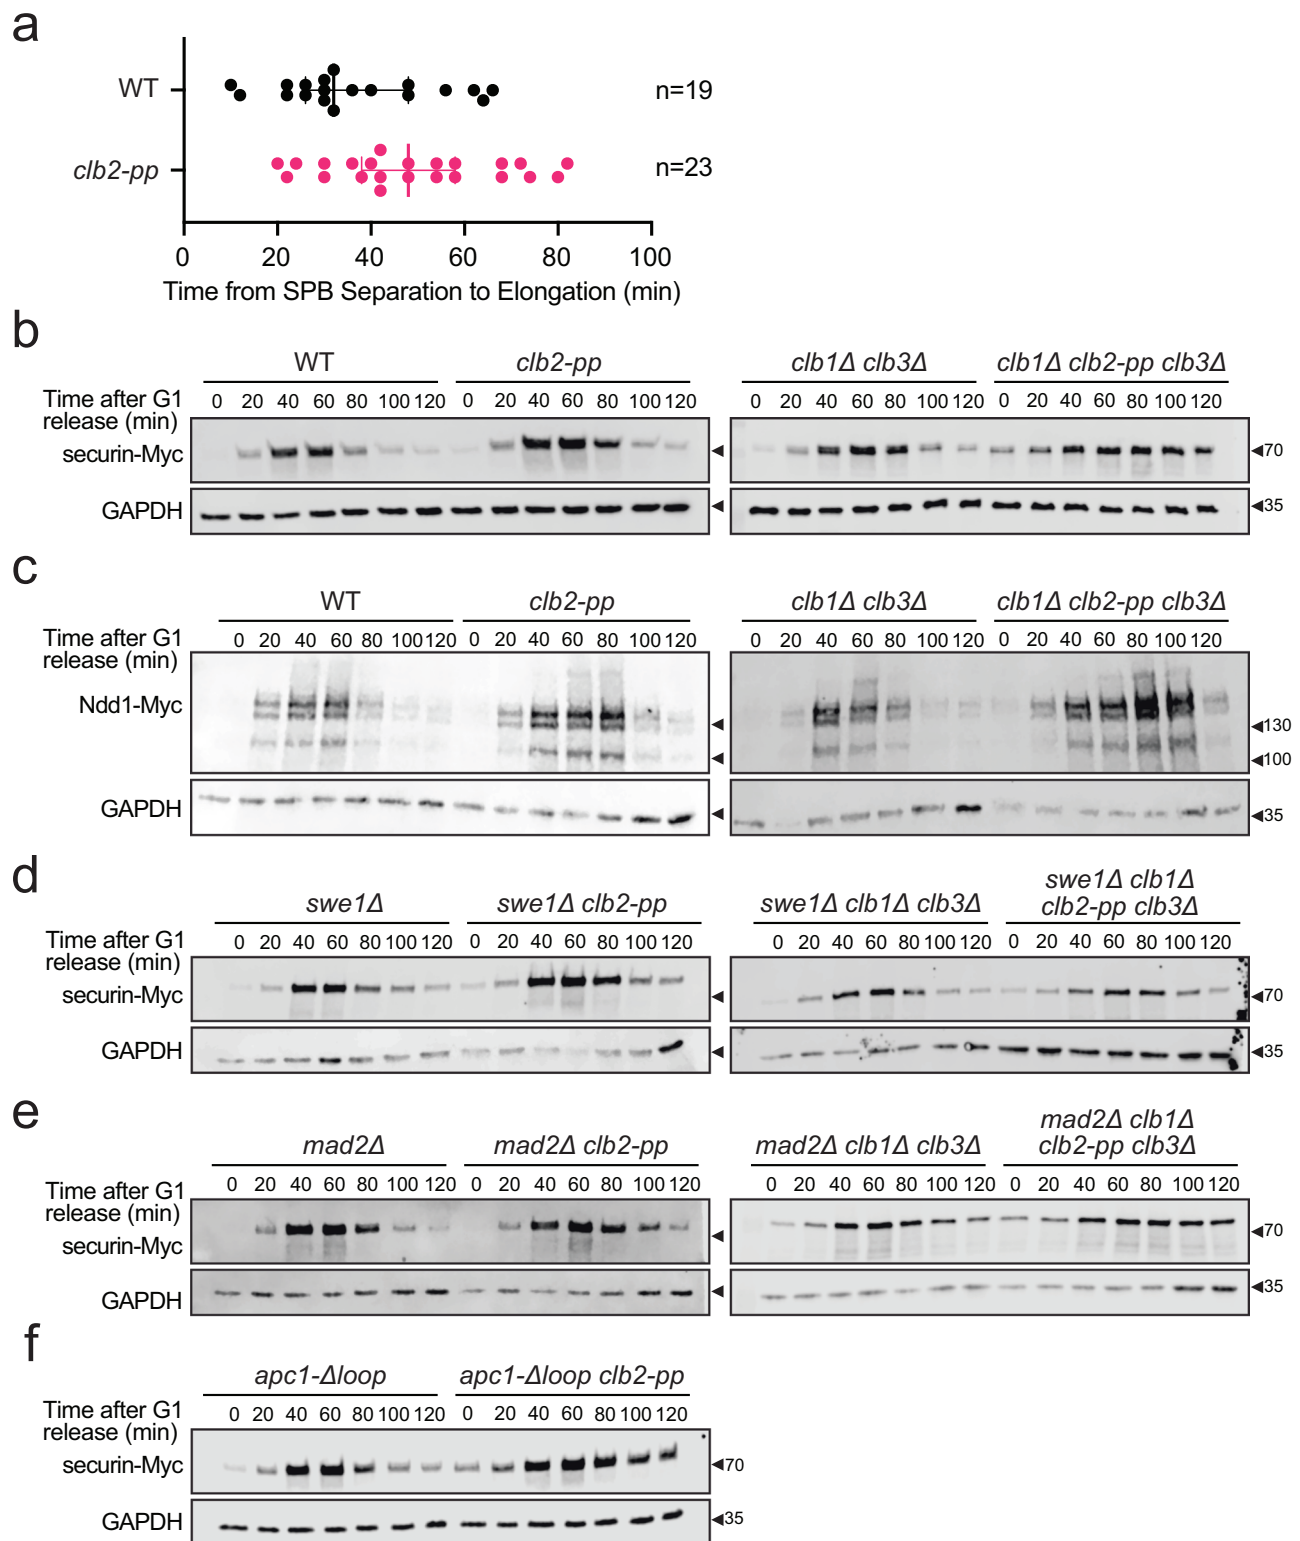 a
WT
n=19
clb2-pp
n=23
0 20 40 60 80 100
Time from SPB Separation to Elongation (min)
b
WT clb2-pp clb1Δ clb3Δ clb1Δ clb2-pp clb3Δ
Time after G1
release (min)
0 20 40 60 80 100 120 0 20 40 60 80 100 120 0 20 40 60 80 100 120 0 20 40 60 80 100 120
securin-Myc
70
GAPDH
35
c
WT clb2-pp clb1Δ clb3Δ clb1Δ clb2-pp clb3Δ
Time after G1
release (min)
0 20 40 60 80 100 120 0 20 40 60 80 100 120 0 20 40 60 80 100 120 0 20 40 60 80 100 120
Ndd1-Myc
130
100
GAPDH
35
d
swe1Δ swe1Δ clb2-pp swe1Δ clb1Δ clb3Δ swe1Δ clb1Δ
clb2-pp clb3Δ
Time after G1
release (min)
0 20 40 60 80 100 120 0 20 40 60 80 100 120 0 20 40 60 80 100 120 0 20 40 60 80 100 120
securin-Myc
70
GAPDH
35
e
mad2Δ mad2Δ clb2-pp mad2Δ clb1Δ clb3Δ mad2Δ clb1Δ
clb2-pp clb3Δ
Time after G1
release (min)
0 20 40 60 80 100 120 0 20 40 60 80 100 120 0 20 40 60 80 100 120 0 20 40 60 80 100 120
securin-Myc
70
GAPDH
35
f
apc1-Δloop apc1-Δloop clb2-pp
Time after G1
release (min)
0 20 40 60 80 100 120 0 20 40 60 80 100 120
securin-Myc
70
GAPDH
35